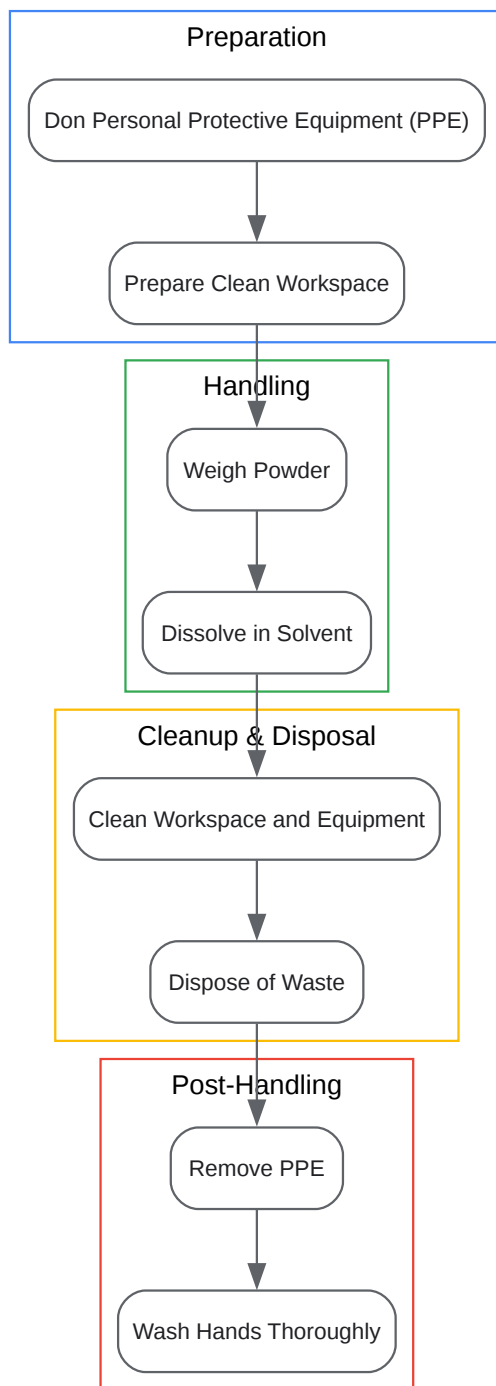 Preparation
Don Personal Protective Equipment (PPE)
Prepare Clean Workspace
Handling
Weigh Powder
Dissolve in Solvent
Cleanup & Disposal
Clean Workspace and Equipment
Dispose of Waste
Post-Handling
Remove PPE
Wash Hands Thoroughly